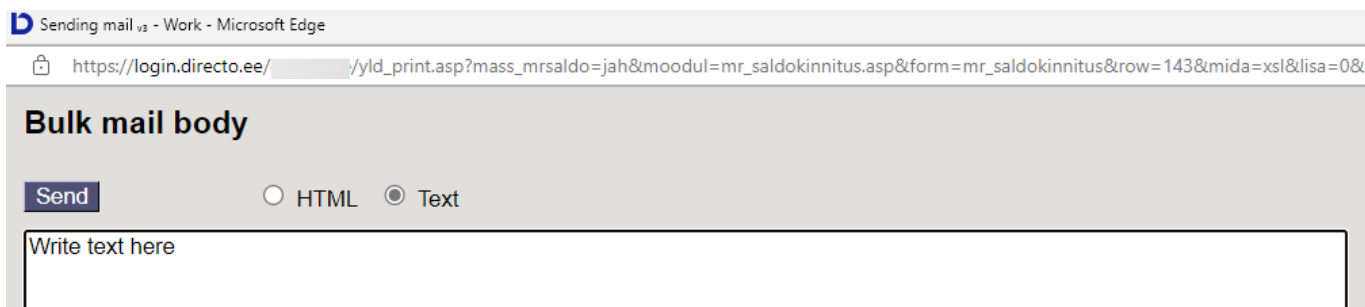 Sending mail v3 - Work - Microsoft Edge
https://login.directo.ee/ /yld_print.asp?mass_mrsaldo=jah&moodul=mr_saldokinnitus.asp&form=mr_saldokinnitus&row=143&mida=xsl&lisa=0&
Bulk mail body
Send HTML Text
Write text here